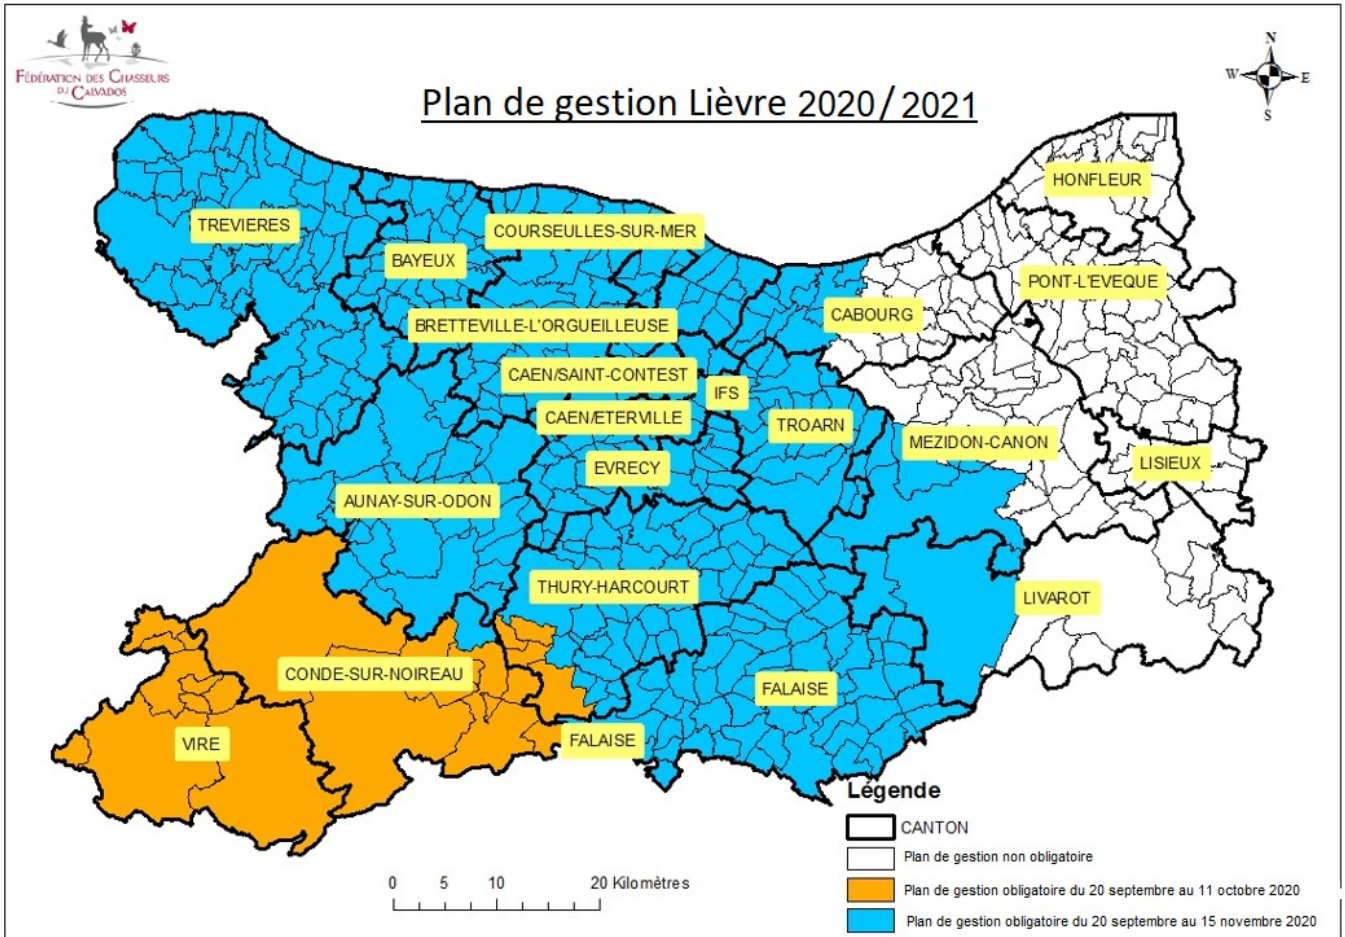 FÉDÉRATION DES CHASSEURS
DU CALVADOS
Plan de gestion Lièvre 2020/2021
N
W E
S
HONFLEUR
TREVIERES
COURSEULLES-SUR-MER
BAYEUX
PONT-L'EVEQUE
CABOURG
BRETTEVILLE-L'ORGUEILLEUSE
CAEN/SAINT-CONTEST
IFS
CAEN/ETERVILLE
TROARN
MEZIDON-CANON
EVRECY
LISIEUX
AUNAY-SUR-ODON
THURY-HARCOURT
LIVAROT
CONDE-SUR-NOIREAU
FALAISE
VIRE
FALAISE
Légende
CANTON
Plan de gestion non obligatoire
Plan de gestion obligatoire du 20 septembre au 11 octobre 2020
Plan de gestion obligatoire du 20 septembre au 15 novembre 2020
0 5 10 20 Kilomètres